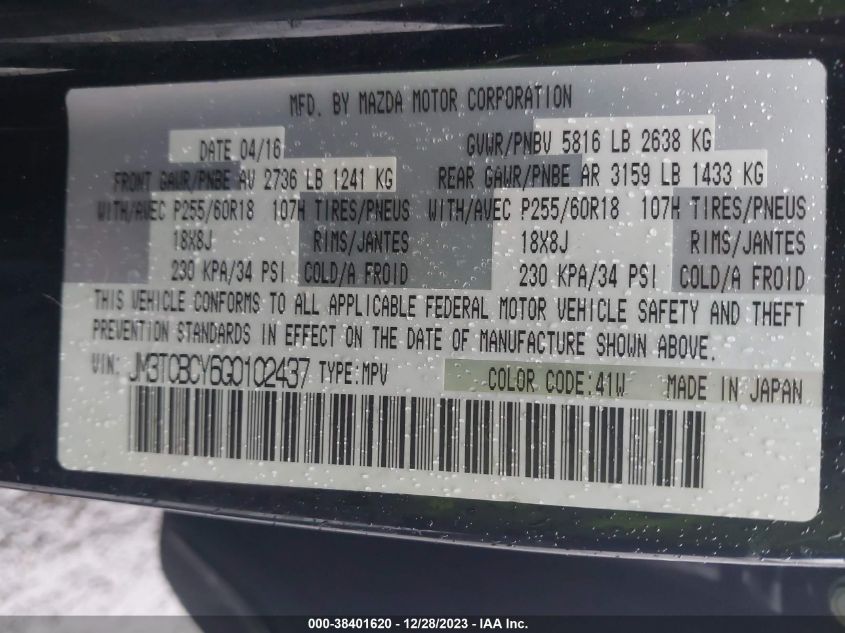 MFD. BY MAZDA MOTOR CORPORATION
DATE 04/16 GVWR/PNBV 5816 LB 2638 KG
FRONT GAWR/PNBE AV 2736 LB 1241 KG REAR GAWR/PNBE AR 3159 LB 1433 KG
WITH/AVEC P255/60R18 107H TIRES/PNEUS WITH/AVEC P255/60R18 107H TIRES/PNEUS
18X8J RIMS/JANTES 18X8J RIMS/JANTES
230 KPA/34 PSI COLD/A FROID 230 KPA/34 PSI COLD/A FROID
THIS VEHICLE CONFORMS TO ALL APPLICABLE FEDERAL MOTOR VEHICLE SAFETY AND THEFT
PREVENTION STANDARDS IN EFFECT ON THE DATE OF MANUFACTURE SHOWN ABOVE.
VIN: JM3TCBCY6G0102437 TYPE:MPV COLOR CODE:41W MADE IN JAPAN
000-38401620 - 12/28/2023 - IAA Inc.